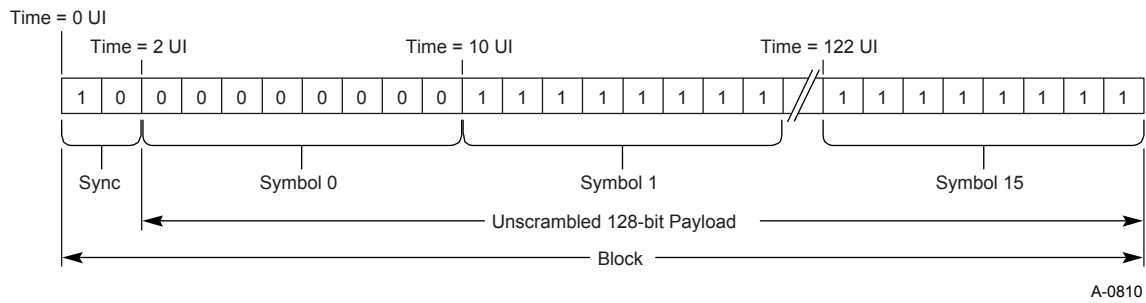 Time = 0 UI
Time = 2 UI Time = 10 UI Time = 122 UI
1 0 0 0 0 0 0 0 0 0 1 1 1 1 1 1 1 1 1 1 1 1 1 1 1 1
Sync Symbol 0 Symbol 1 Symbol 15
Unscrambled 128-bit Payload
Block
A-0810